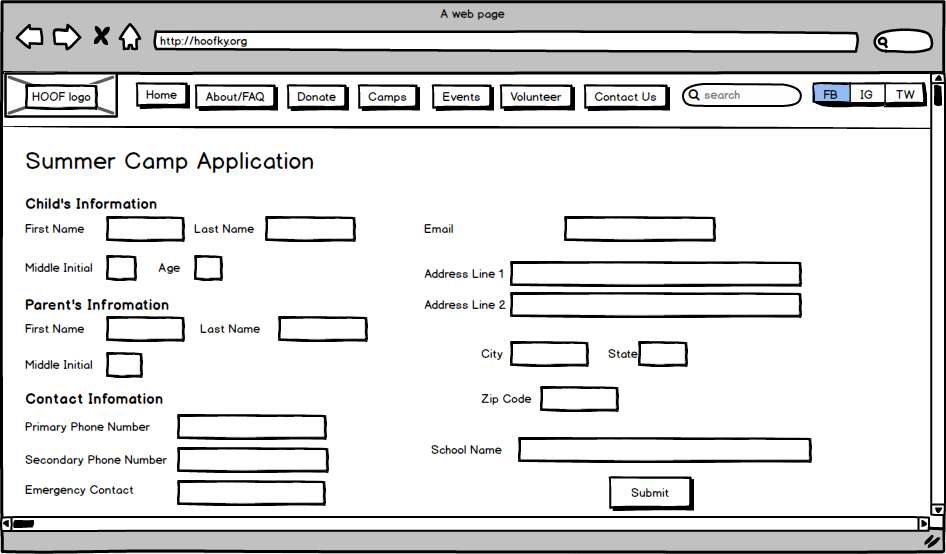 A web page
http://hoofky.org
HOOF logo
Home
About/FAQ
Donate
Camps
Events
Volunteer
Contact Us
search
FB
IG
TW
Summer Camp Application
Child's Information
First Name
Last Name
Middle Initial
Age
Parent's Infromation
First Name
Last Name
Middle Initial
Contact Infomation
Primary Phone Number
Secondary Phone Number
Emergency Contact
Email
Address Line 1
Address Line 2
City
State
Zip Code
School Name
Submit